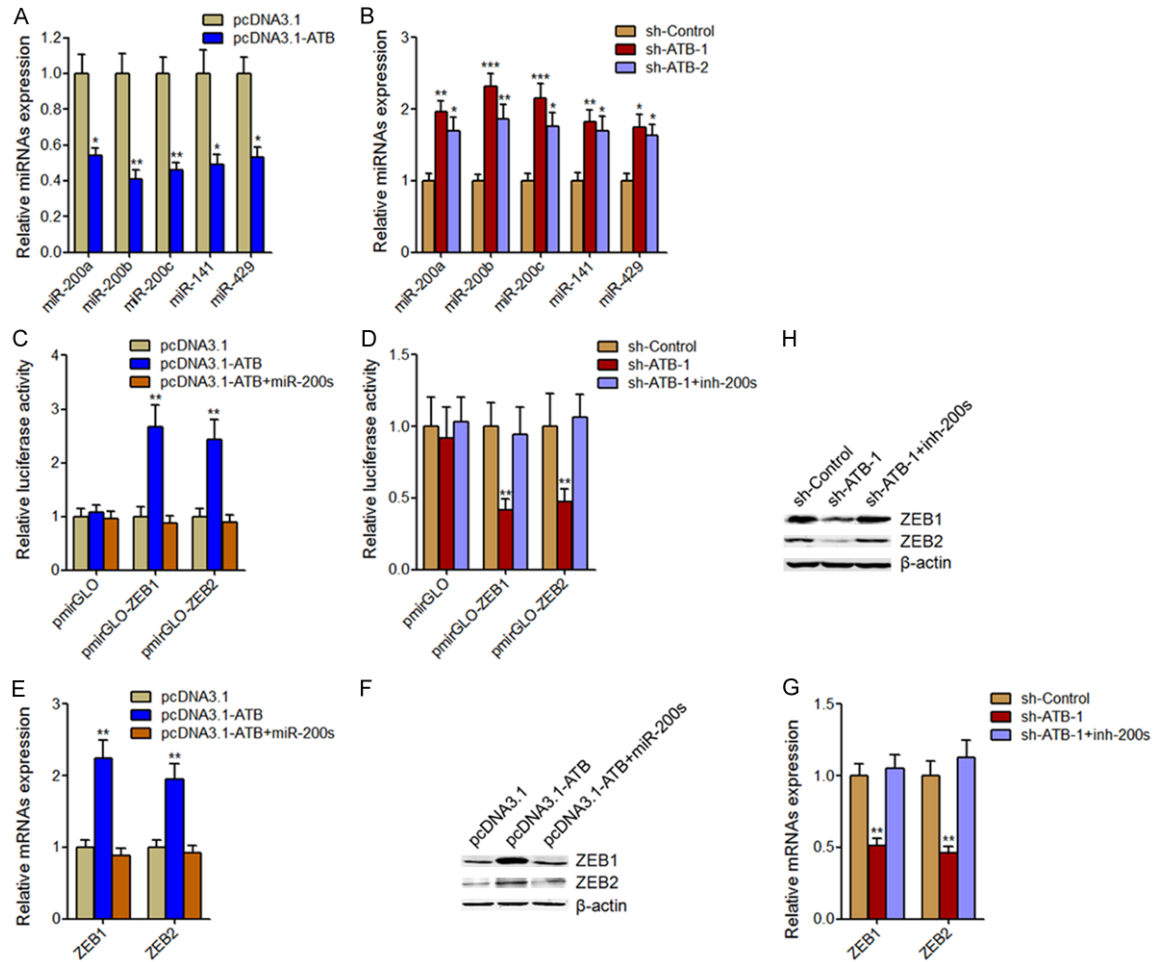 A
pcDNA3.1
pcDNA3.1-ATB
Relative miRNAs expression
1.2
1.0
0.8
0.6
0.4
0.2
0.0
*
**
**
*
*
miR-200a
miR-200b
miR-200c
miR-141
miR-429
B
sh-Control
sh-ATB-1
sh-ATB-2
Relative miRNAs expression
3
2
1
0
**
*
***
**
***
*
**
*
*
*
miR-200a
miR-200b
miR-200c
miR-141
miR-429
C
pcDNA3.1
pcDNA3.1-ATB
pcDNA3.1-ATB+miR-200s
Relative luciferase activity
4
3
2
1
0
**
**
pmirGLO
pmirGLO-ZEB1
pmirGLO-ZEB2
D
sh-Control
sh-ATB-1
sh-ATB-1+inh-200s
Relative luciferase activity
1.5
1.0
0.5
0.0
**
**
pmirGLO
pmirGLO-ZEB1
pmirGLO-ZEB2
H
sh-Control
sh-ATB-1
sh-ATB-1+inh-200s
ZEB1
ZEB2
β-actin
E
pcDNA3.1
pcDNA3.1-ATB
pcDNA3.1-ATB+miR-200s
Relative mRNAs expression
3
2
1
0
**
**
ZEB1
ZEB2
F
pcDNA3.1
pcDNA3.1-ATB
pcDNA3.1-ATB+miR-200s
ZEB1
ZEB2
β-actin
G
sh-Control
sh-ATB-1
sh-ATB-1+inh-200s
Relative mRNAs expression
1.5
1.0
0.5
0.0
**
**
ZEB1
ZEB2